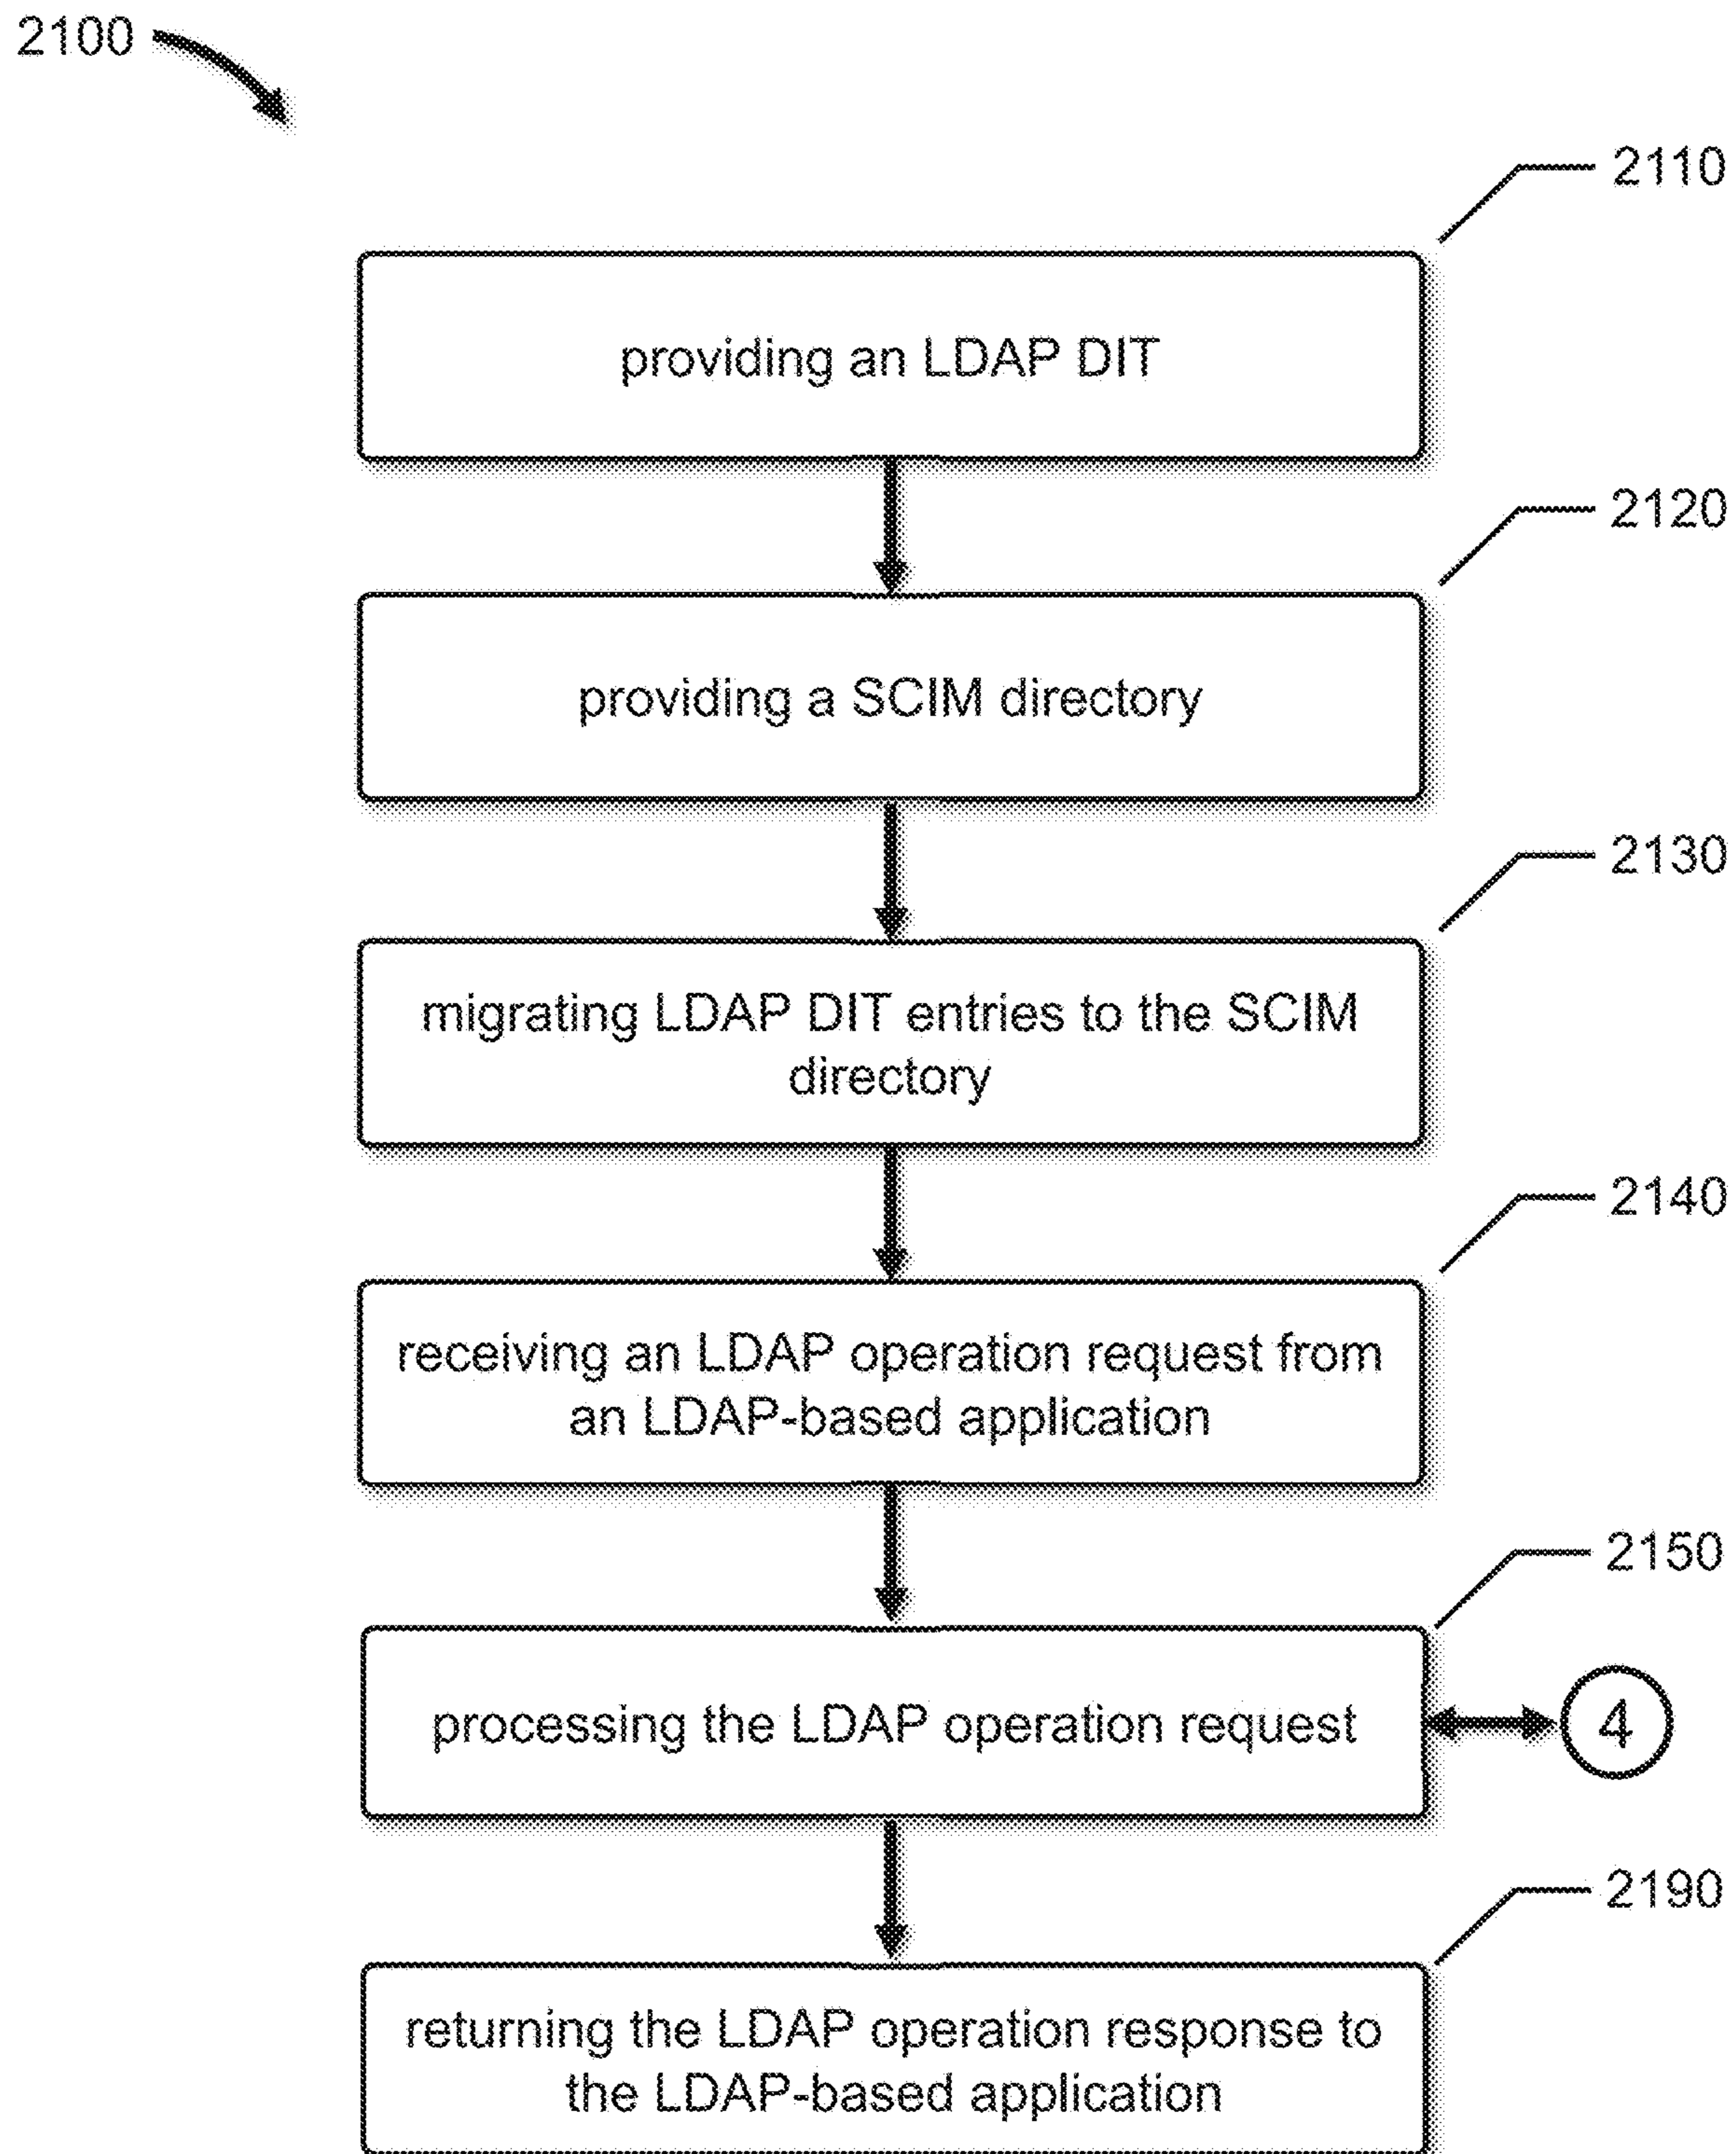 2100
2110
providing an LDAP DIT
2120
providing a SCIM directory
2130
migrating LDAP DIT entries to the SCIM
directory
2140
receiving an LDAP operation request from
an LDAP-based application
2150
processing the LDAP operation request
4
2190
returning the LDAP operation response to
the LDAP-based application